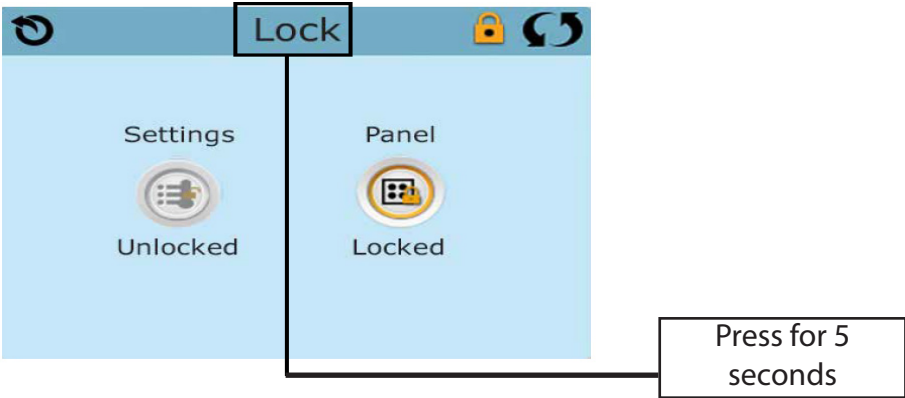 Lock
Settings Panel
Unlocked Locked
Press for 5
seconds